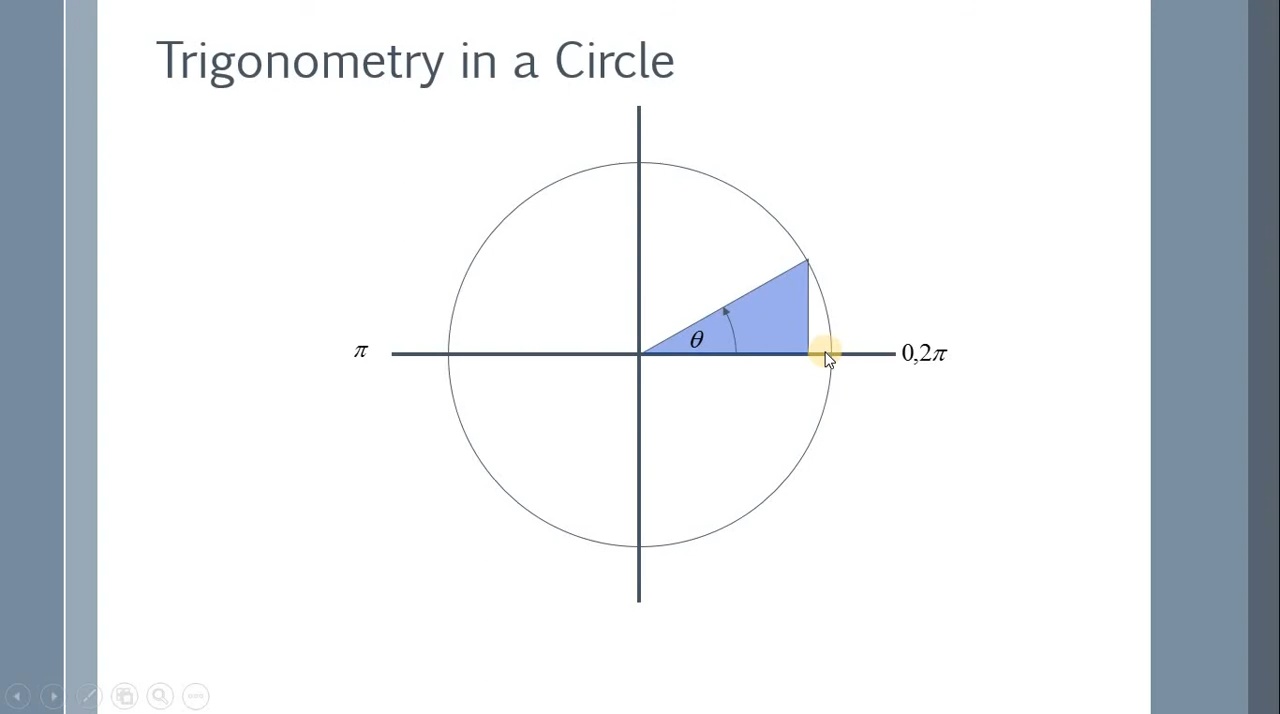 Trigonometry in a Circle
θ
π
0,2π